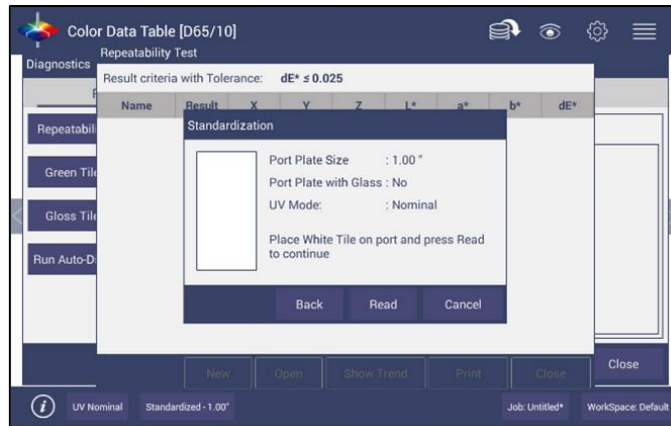 Color Data Table [D65/10]
Repeatability Test
Diagnostics
Result criteria with Tolerance: dE* ≤ 0.025
Name Result X Y Z L* a* b* dE*
Standardization
Repeatabili
Port Plate Size : 1.00 "
Port Plate with Glass : No
Green Tile
UV Mode: : Nominal
Gloss Tile
Place White Tile on port and press Read
to continue
Run Auto-D
Back Read Cancel
New Open Show Trend Print Close
Close
UV Nominal Standardized - 1.00" Job: Untitled* WorkSpace: Default